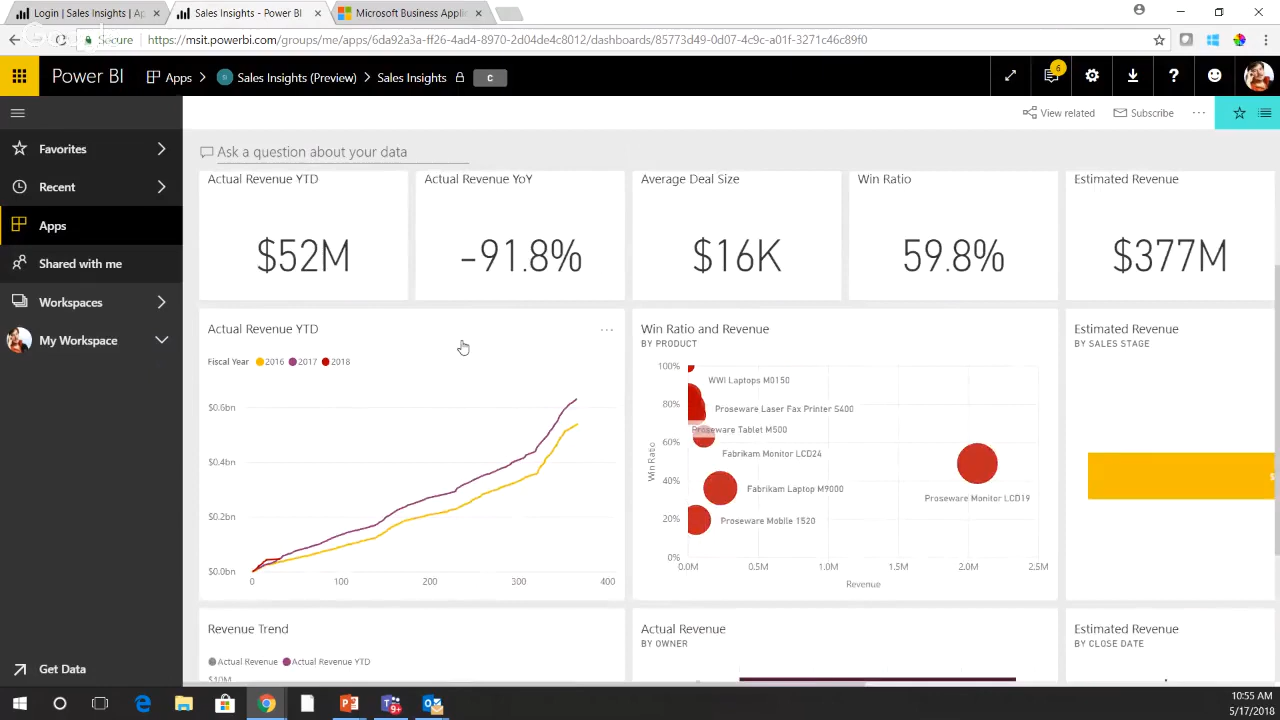 Login | Sales Insights | Ap
Sales Insights - Power BI
Microsoft Business Applic
Secure
https://msit.powerbi.com/groups/me/apps/6da92a3a-ff26-4ad4-8970-2d04de4c8012/dashboards/85773d49-0d07-4c9c-a01f-3271c46c89f0
Power BI
Apps
Sales Insights (Preview)
Sales Insights
C
6
View related
Subscribe
Favorites
Recent
Apps
Shared with me
Workspaces
My Workspace
Get Data
Ask a question about your data
Actual Revenue YTD
$52M
Actual Revenue YoY
-91.8%
Average Deal Size
$16K
Win Ratio
59.8%
Estimated Revenue
$377M
Actual Revenue YTD
Fiscal Year 2016 2017 2018
$0.6bn
$0.4bn
$0.2bn
$0.0bn
0 100 200 300 400
Win Ratio and Revenue
BY PRODUCT
Win Ratio
100%
80%
60%
40%
20%
0%
WWI Laptops M0150
Proseware Laser Fax Printer S400
Proseware Tablet M500
Fabrikam Monitor LCD24
Fabrikam Laptop M9000
Proseware Monitor LCD19
Proseware Mobile 1520
0.0M 0.5M 1.0M 1.5M 2.0M 2.5M
Revenue
Estimated Revenue
BY SALES STAGE
Revenue Trend
Actual Revenue Actual Revenue YTD
$10M
Actual Revenue
BY OWNER
Estimated Revenue
BY CLOSE DATE
9+
10:55 AM
5/17/2018